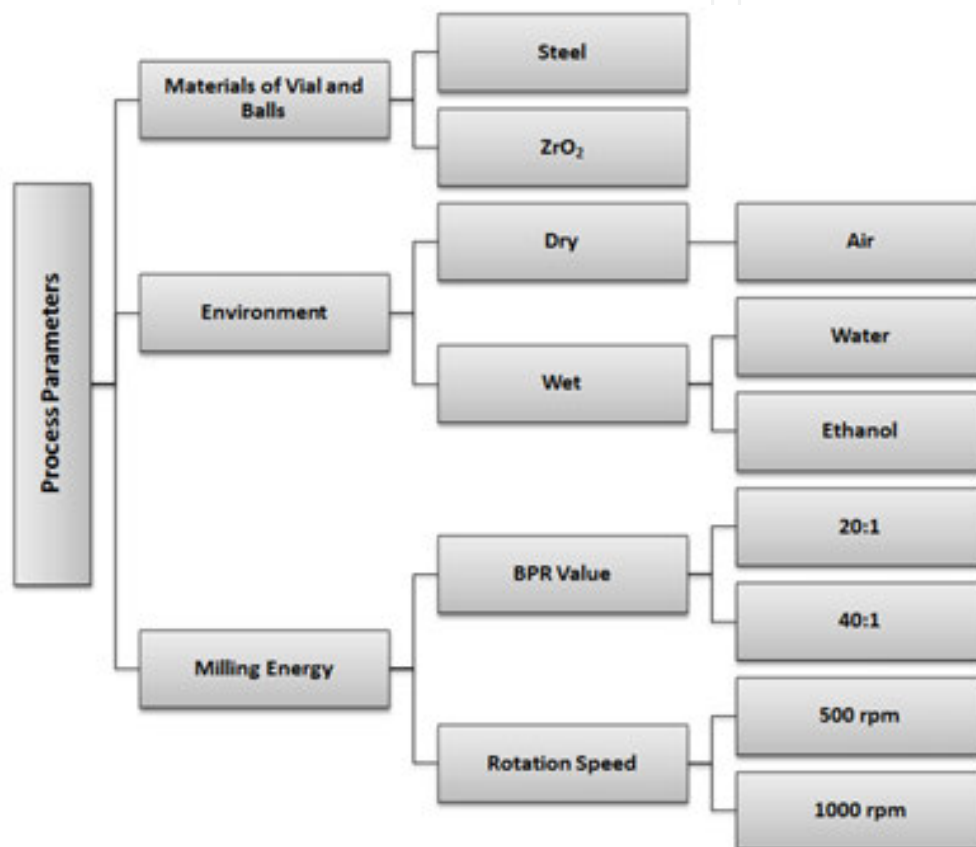 Process Parameters
Materials of Vial and
Balls
Steel
ZrO₂
Environment
Dry
Air
Wet
Water
Ethanol
Milling Energy
BPR Value
20:1
40:1
Rotation Speed
500 rpm
1000 rpm